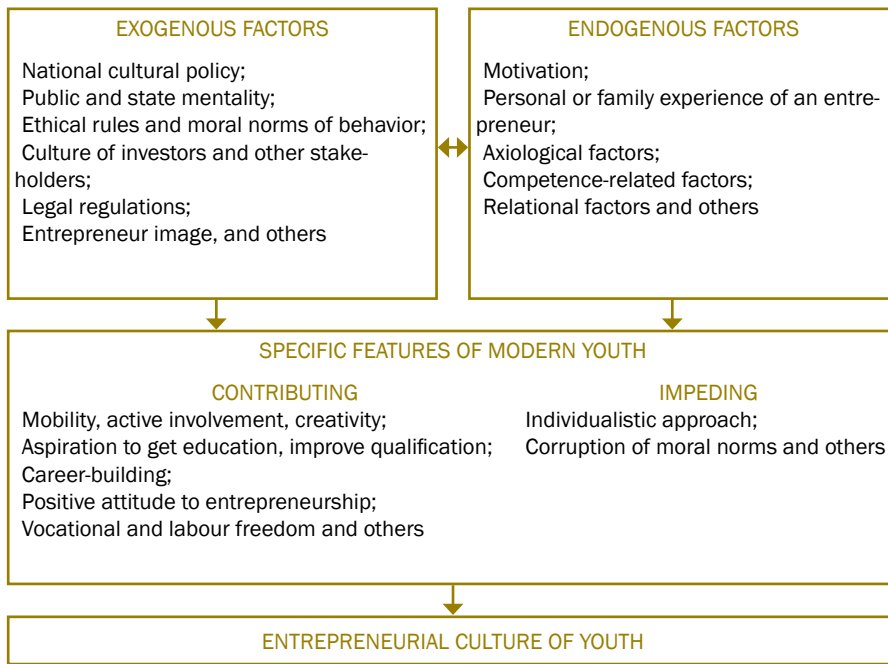 EXOGENOUS FACTORS
National cultural policy;
Public and state mentality;
Ethical rules and moral norms of behavior;
Culture of investors and other stake-
holders;
Legal regulations;
Entrepreneur image, and others
ENDOGENOUS FACTORS
Motivation;
Personal or family experience of an entre-
preneur;
Axiological factors;
Competence-related factors;
Relational factors and others
SPECIFIC FEATURES OF MODERN YOUTH
CONTRIBUTING
Mobility, active involvement, creativity;
Aspiration to get education, improve qualification;
Career-building;
Positive attitude to entrepreneurship;
Vocational and labour freedom and others
IMPEDING
Individualistic approach;
Corruption of moral norms and others
ENTREPRENEURIAL CULTURE OF YOUTH